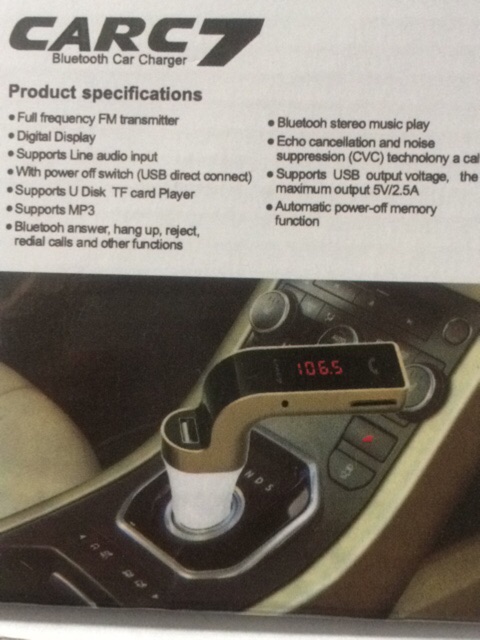 CARC7
Bluetooth Car Charger
Product specifications
• Full frequency FM transmitter
• Digital Display
• Supports Line audio input
• With power off switch (USB direct connect)
• Supports U Disk TF card Player
• Supports MP3
• Bluetooh answer, hang up, reject,
redial calls and other functions
• Bluetooh stereo music play
• Echo cancellation and noise
suppression (CVC) technolony a cal
• Supports USB output voltage, the
maximum output 5V/2.5A
• Automatic power-off memory
function
106.5
N D S